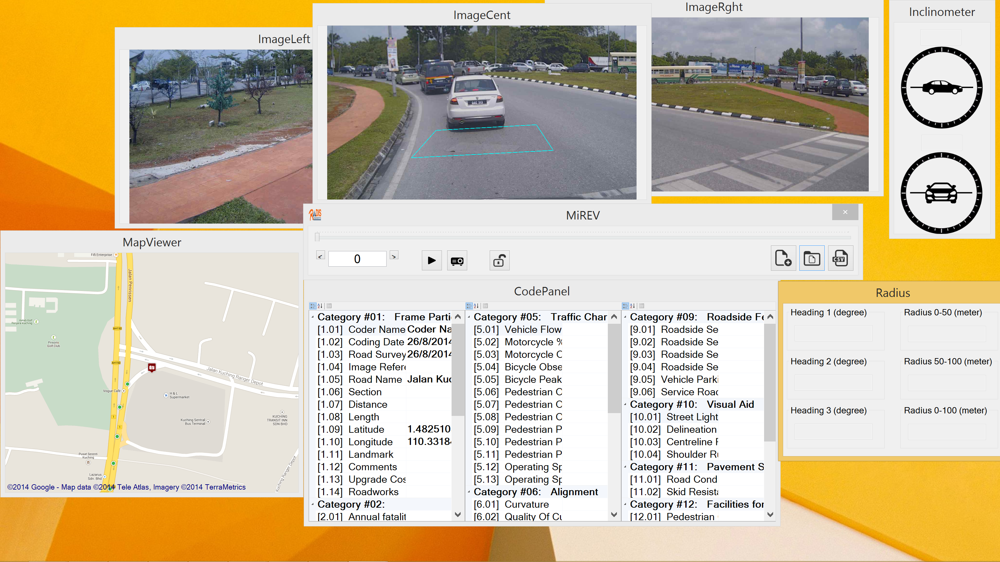 ImageLeft
ImageCent
QAE 313
ImageRght
Inclinometer
RADIS
MiREV
×
<
0
>
CSV
MapViewer
Fifi Enterprise
Jalan Penrissen
Kelab Golf
Penjara Kuching
Prisons
Golf Club
AH150
AH150
Jalan Kuching Ranger Depot
Vogue Café
H & L
Supermarket
1
Kuching Sentral
Bus Terminal
KUCHING
TRANSIT INN
SDN BHD
1
Pusat Serenti
Kuching
Lazarus
Sdn. Bhd
Kuching Ranger Depot
©2014 Google - Map data ©2014 Tele Atlas, Imagery ©2014 TerraMetrics
CodePanel
Category #01: Frame Parti
[1.01] Coder Name Coder Na
[1.02] Coding Date 26/8/2014
[1.03] Road Survey 26/8/2014
[1.04] Image Refere
[1.05] Road Name Jalan Kuc
[1.06] Section
[1.07] Distance
[1.08] Length
[1.09] Latitude 1.482510
[1.10] Longitude 110.33184
[1.11] Landmark
[1.12] Comments
[1.13] Upgrade Cos
[1.14] Roadworks
Category #02:
[2.01] Annual fatalit
Category #05: Traffic Char
[5.01] Vehicle Flow
[5.02] Motorcycle %
[5.03] Motorcycle O
[5.04] Bicycle Obse
[5.05] Bicycle Peak
[5.06] Pedestrian O
[5.07] Pedestrian O
[5.08] Pedestrian O
[5.09] Pedestrian P
[5.10] Pedestrian P
[5.11] Pedestrian P
[5.12] Operating Sp
[5.13] Operating Sp
Category #06: Alignment
[6.01] Curvature
[6.02] Quality Of Cu
Category #09: Roadside Fe
[9.01] Roadside Se
[9.02] Roadside Se
[9.03] Roadside Se
[9.04] Roadside Se
[9.05] Vehicle Parki
[9.06] Service Road
Category #10: Visual Aid
[10.01] Street Light
[10.02] Delineation
[10.03] Centreline R
[10.04] Shoulder Ru
Category #11: Pavement S
[11.01] Road Cond
[11.02] Skid Resista
Category #12: Facilities for
[12.01] Pedestrian
Radius
Heading 1 (degree)
Radius 0-50 (meter)
Heading 2 (degree)
Radius 50-100 (meter)
Heading 3 (degree)
Radius 0-100 (meter)